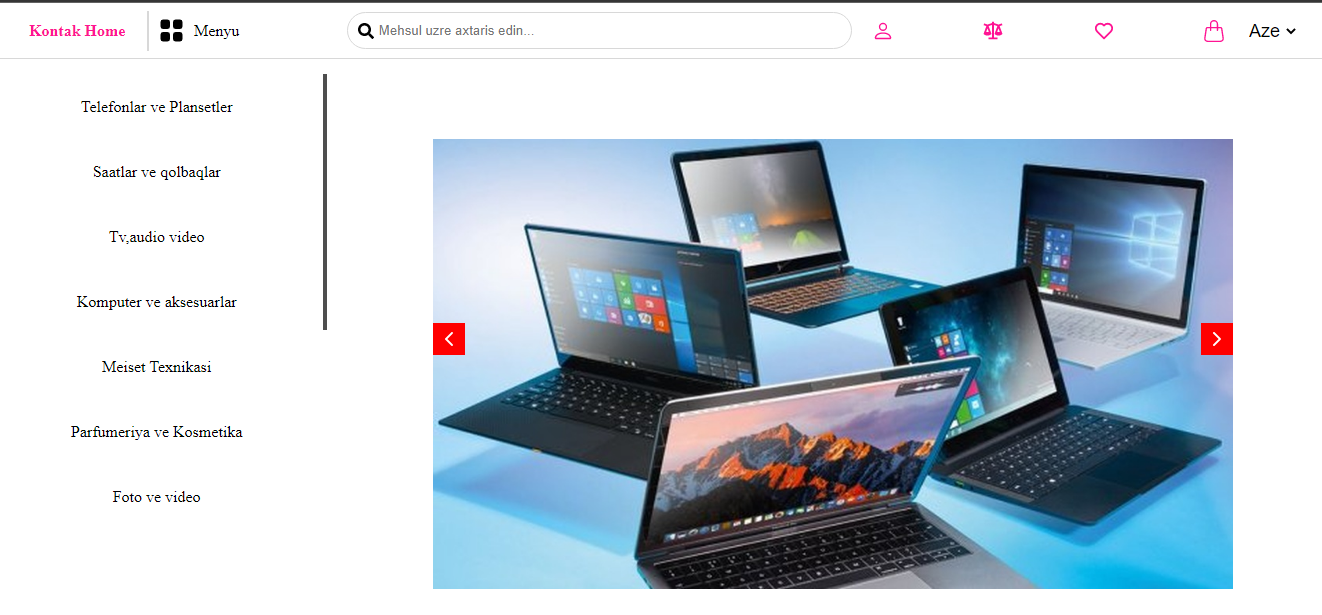 Kontak Home
Menyu
Mehsul uzre axtaris edin...
Aze
Telefonlar ve Plansetler
Saatlar ve qolbaqlar
Tv,audio video
Komputer ve aksesuarlar
Meiset Texnikasi
Parfumeriya ve Kosmetika
Foto ve video